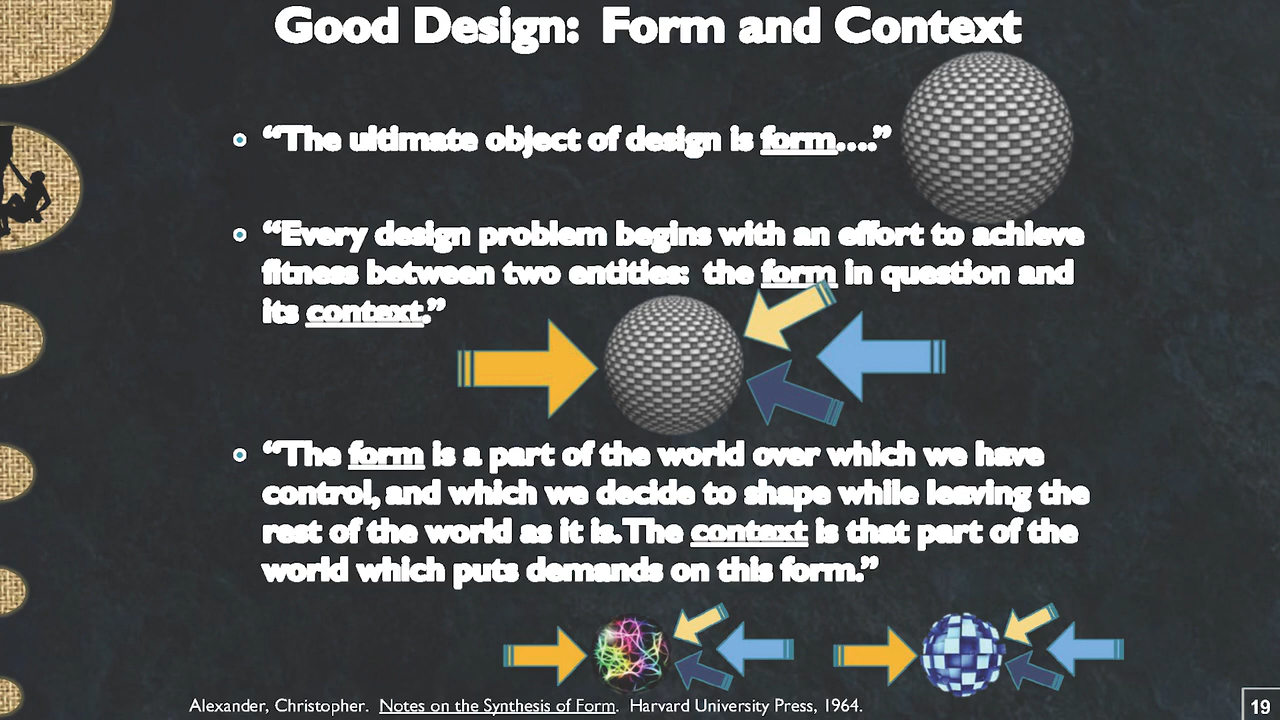 Good Design: Form and Context
“The ultimate object of design is form....”
“Every design problem begins with an effort to achieve
fitness between two entities: the form in question and
its context.”
“The form is a part of the world over which we have
control, and which we decide to shape while leaving the
rest of the world as it is. The context is that part of the
world which puts demands on this form.”
Alexander, Christopher. Notes on the Synthesis of Form. Harvard University Press, 1964.
19